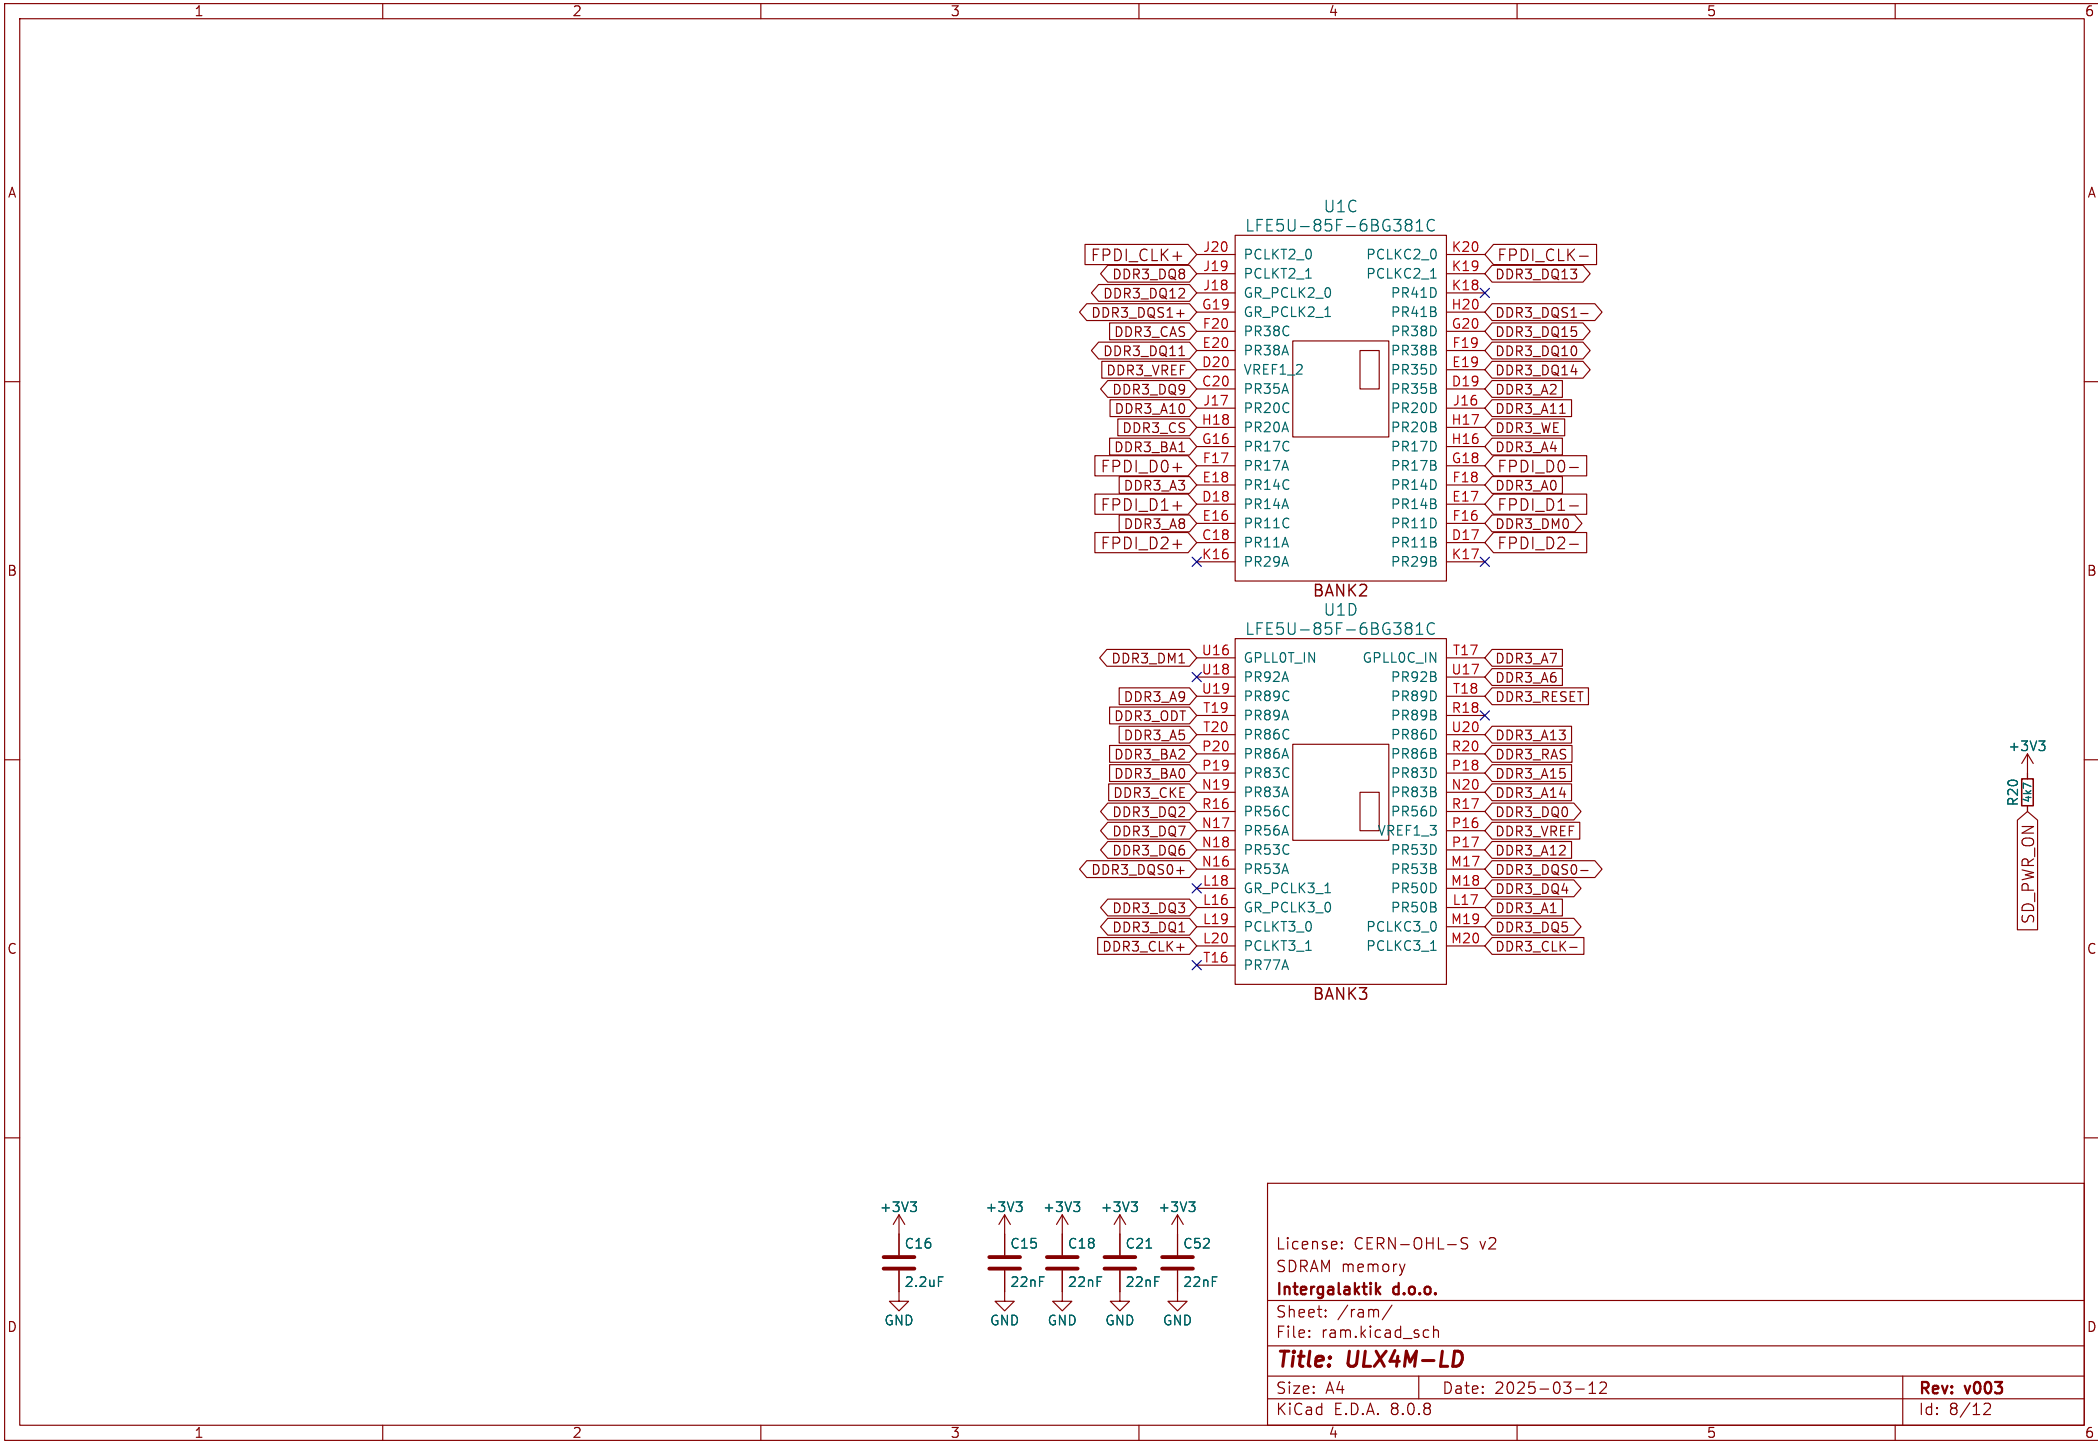 1 2 3 4 5 6
A A
U1C
LFE5U-85F-6BG381C
FPDI_CLK+ J20 PCLKT2_0 PCLKC2_0 K20 FPDI_CLK-
DDR3_DQ8 J19 PCLKT2_1 PCLKC2_1 K19 DDR3_DQ13
DDR3_DQ12 J18 GR_PCLK2_0 PR41D K18
DDR3_DQS1+ G19 GR_PCLK2_1 PR41B H20 DDR3_DQS1-
DDR3_CAS F20 PR38C PR38D G20 DDR3_DQ15
DDR3_DQ11 E20 PR38A PR38B F19 DDR3_DQ10
DDR3_VREF D20 VREF1_2 PR35D E19 DDR3_DQ14
DDR3_DQ9 C20 PR35A PR35B D19 DDR3_A2
DDR3_A10 J17 PR20C PR20D J16 DDR3_A11
DDR3_CS H18 PR20A PR20B H17 DDR3_WE
DDR3_BA1 G16 PR17C PR17D H16 DDR3_A4
FPDI_D0+ F17 PR17A PR17B G18 FPDI_D0-
DDR3_A3 E18 PR14C PR14D F18 DDR3_A0
FPDI_D1+ D18 PR14A PR14B E17 FPDI_D1-
DDR3_A8 E16 PR11C PR11D F16 DDR3_DM0
FPDI_D2+ C18 PR11A PR11B D17 FPDI_D2-
K16 PR29A PR29B K17
B B
BANK2
U1D
LFE5U-85F-6BG381C
DDR3_DM1 U16 GPLL0T_IN GPLL0C_IN T17 DDR3_A7
U18 PR92A PR92B U17 DDR3_A6
DDR3_A9 U19 PR89C PR89D T18 DDR3_RESET
DDR3_ODT T19 PR89A PR89B R18
DDR3_A5 T20 PR86C PR86D U20 DDR3_A13
DDR3_BA2 P20 PR86A PR86B R20 DDR3_RAS
DDR3_BA0 P19 PR83C PR83D P18 DDR3_A15
DDR3_CKE N19 PR83A PR83B N20 DDR3_A14
DDR3_DQ2 R16 PR56C PR56D R17 DDR3_DQ0
DDR3_DQ7 N17 PR56A VREF1_3 P16 DDR3_VREF
DDR3_DQ6 N18 PR53C PR53D P17 DDR3_A12
DDR3_DQS0+ N16 PR53A PR53B M17 DDR3_DQS0-
L18 GR_PCLK3_1 PR50D M18 DDR3_DQ4
DDR3_DQ3 L16 GR_PCLK3_0 PR50B L17 DDR3_A1
DDR3_DQ1 L19 PCLKT3_0 PCLKC3_0 M19 DDR3_DQ5
DDR3_CLK+ L20 PCLKT3_1 PCLKC3_1 M20 DDR3_CLK-
T16 PR77A
BANK3
+3V3
R20
4k7
SD_PWR_ON
C C
+3V3 +3V3 +3V3 +3V3 +3V3
C16 C15 C18 C21 C52
2.2uF 22nF 22nF 22nF 22nF
GND GND GND GND GND
License: CERN-OHL-S v2
SDRAM memory
Intergalaktik d.o.o.
Sheet: /ram/
File: ram.kicad_sch
D D
Title: ULX4M-LD
Size: A4 Date: 2025-03-12 Rev: v003
KiCad E.D.A. 8.0.8 Id: 8/12
1 2 3 4 5 6